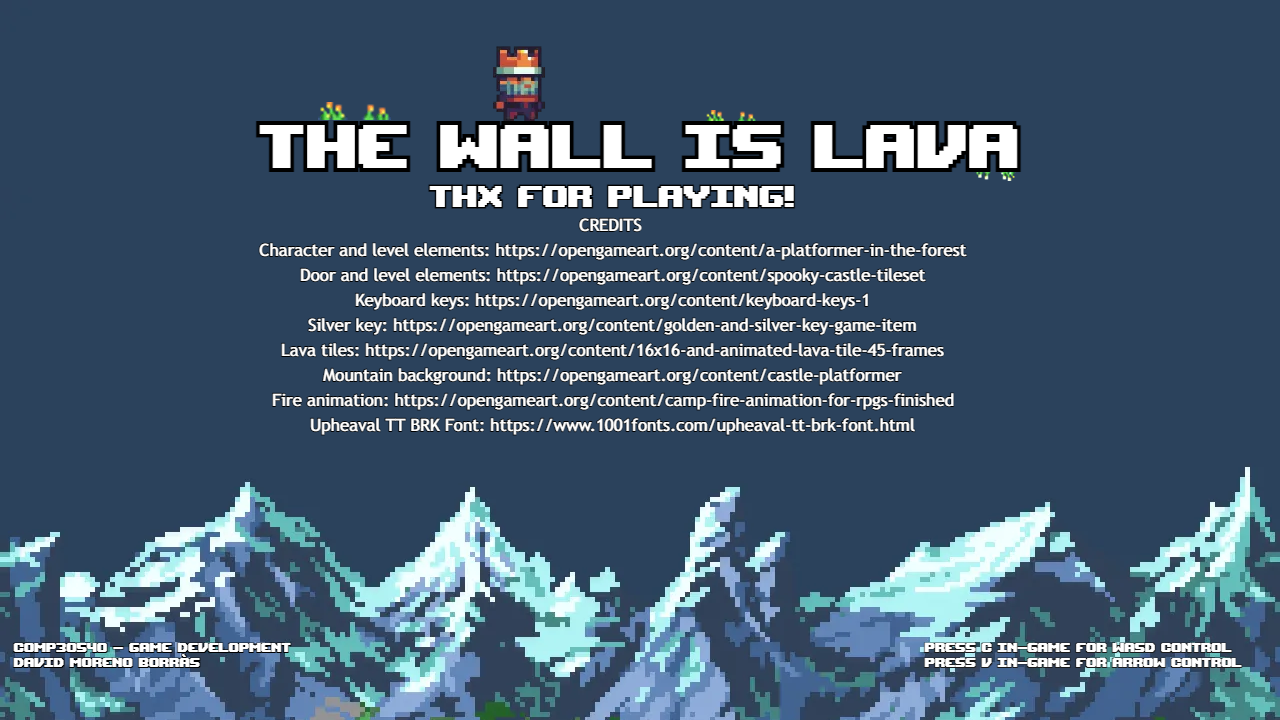 THE WALL IS LAVA
THX FOR PLAYING!
CREDITS
Character and level elements: https://opengameart.org/content/a-platformer-in-the-forest
Door and level elements: https://opengameart.org/content/spooky-castle-tileset
Keyboard keys: https://opengameart.org/content/keyboard-keys-1
Silver key: https://opengameart.org/content/golden-and-silver-key-game-item
Lava tiles: https://opengameart.org/content/16x16-and-animated-lava-tile-45-frames
Mountain background: https://opengameart.org/content/castle-platformer
Fire animation: https://opengameart.org/content/camp-fire-animation-for-rpgs-finished
Upheaval TT BRK Font: https://www.1001fonts.com/upheaval-tt-brk-font.html
COMP30540 - GAME DEVELOPMENT
DAVID MORENO BORRÀS
PRESS C IN-GAME FOR WASD CONTROL
PRESS V IN-GAME FOR ARROW CONTROL